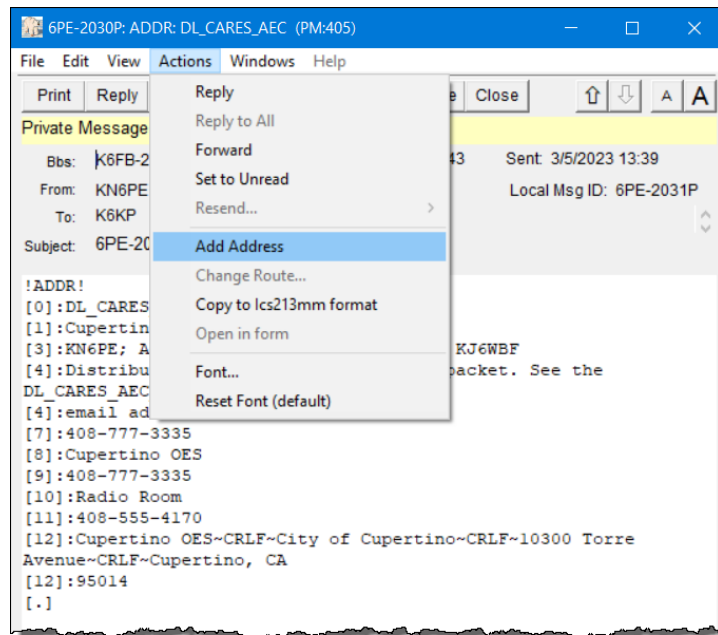 6PE-2030P: ADDR: DL_CARES_AEC (PM:405)
File Edit View Actions Windows Help
Print Reply Close A A
Private Message
Bbs: K6FB-2 Sent: 3/5/2023 13:39
From: KN6PE Local Msg ID: 6PE-2031P
To: K6KP
Subject: 6PE-20
Reply
Reply to All
Forward
Set to Unread
Resend...
Add Address
Change Route...
Copy to Ics213mm format
Open in form
Font...
Reset Font (default)
!ADDR!
[0]:DL_CARES
[1]:Cupertin
[3]:KN6PE; A KJ6WBF
[4]:Distribu packet. See the
DL_CARES_AEC
[4]:email ad
[7]:408-777-3335
[8]:Cupertino OES
[9]:408-777-3335
[10]:Radio Room
[11]:408-555-4170
[12]:Cupertino OES~CRLF~City of Cupertino~CRLF~10300 Torre
Avenue~CRLF~Cupertino, CA
[12]:95014
[.]